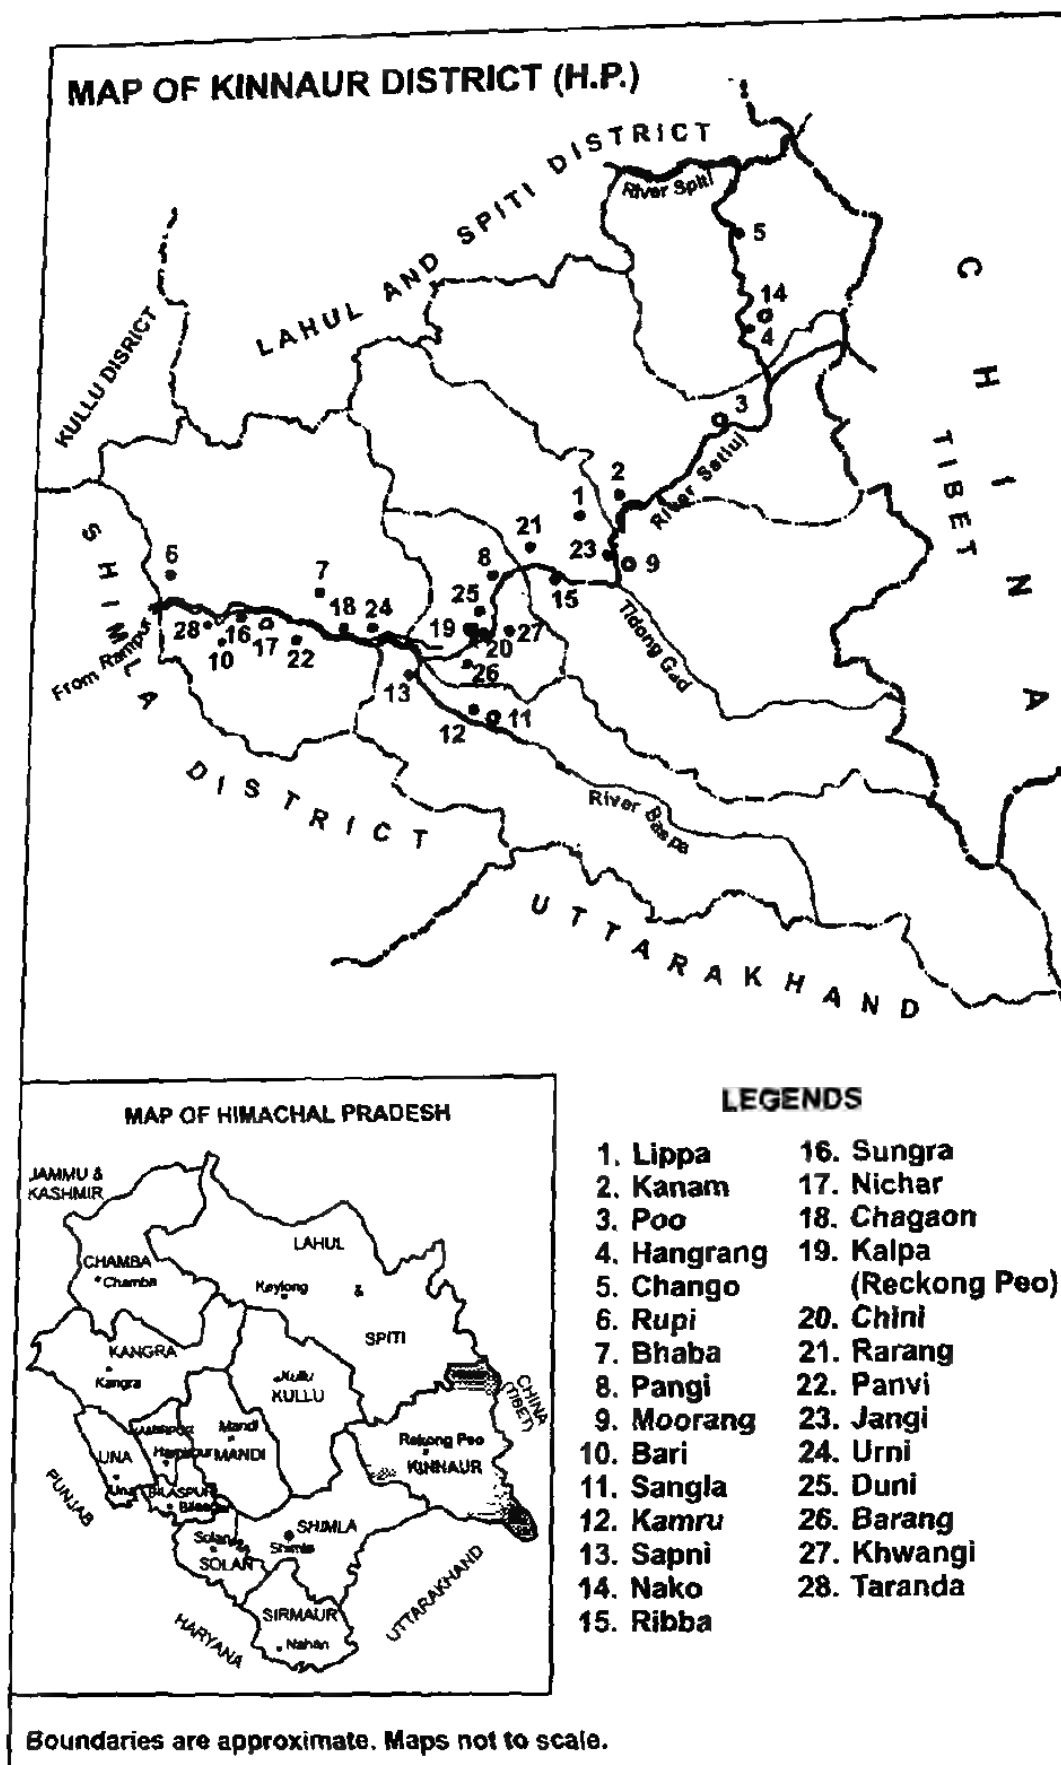 MAP OF KINNAUR DISTRICT (H.P.)
LAHUL AND SPITI DISTRICT
River Spiti
5
14
4
KULLU DISRICT
CHINA
TIBET
3
River Satluj
2
1
21
23
9
SHIMLA
6
7
8
15
25
18
24
19
20
27
28
16
17
10
22
26
Tidong Gad
From Rampur
13
12
11
DISTRICT
River Baspa
UTTARAKHAND
MAP OF HIMACHAL PRADESH
JAMMU &
KASHMIR
LAHUL
CHAMBA
Chamba
Keylong
&
SPITI
KANGRA
Kangra
Kullu
KULLU
CHINA
(TIBET)
Mandi
MANDI
Rekong Peo
KINNAUR
UNA
Una
Hamirpur
BILASPUR
PUNJAB
SHIMLA
Shimla
Solan
SOLAN
SIRMAUR
Nahan
HARYANA
UTTARAKHAND
LEGENDS
1. Lippa
2. Kanam
3. Poo
4. Hangrang
5. Chango
6. Rupi
7. Bhaba
8. Pangi
9. Moorang
10. Bari
11. Sangla
12. Kamru
13. Sapni
14. Nako
15. Ribba
16. Sungra
17. Nichar
18. Chagaon
19. Kalpa
(Reckong Peo)
20. Chini
21. Rarang
22. Panvi
23. Jangi
24. Urni
25. Duni
26. Barang
27. Khwangi
28. Taranda
Boundaries are approximate. Maps not to scale.